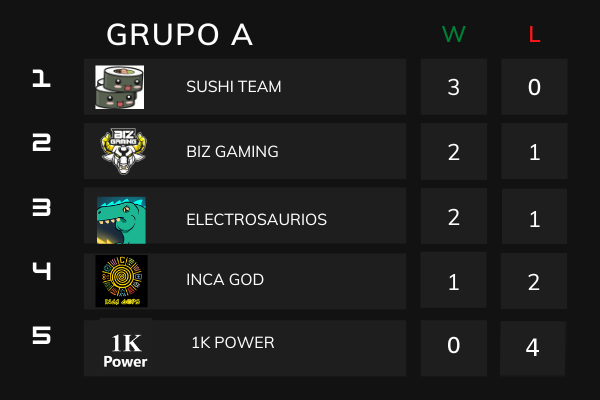 GRUPO A W L
1 SUSHI TEAM 3 0
2 BIZ GAMING BIZ GAMING 2 1
3 ELECTROSAURIOS 2 1
4 INCA GOD 1 2
5 1K Power 1K POWER 0 4